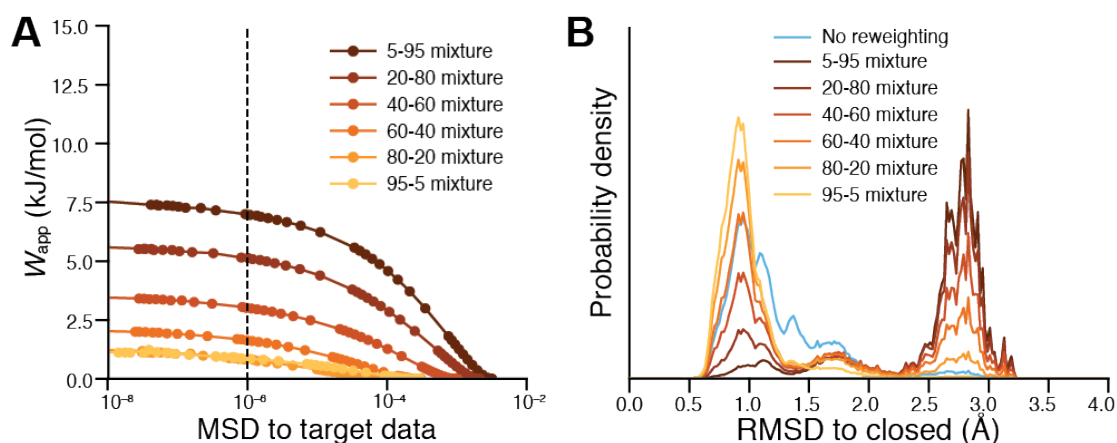 A
W_app (kJ/mol)
15.0
12.5
10.0
7.5
5.0
2.5
0.0
5-95 mixture
20-80 mixture
40-60 mixture
60-40 mixture
80-20 mixture
95-5 mixture
10⁻⁸
10⁻⁶
10⁻⁴
10⁻²
MSD to target data
B
Probability density
No reweighting
5-95 mixture
20-80 mixture
40-60 mixture
60-40 mixture
80-20 mixture
95-5 mixture
0.0 0.5 1.0 1.5 2.0 2.5 3.0 3.5 4.0
RMSD to closed (Å)